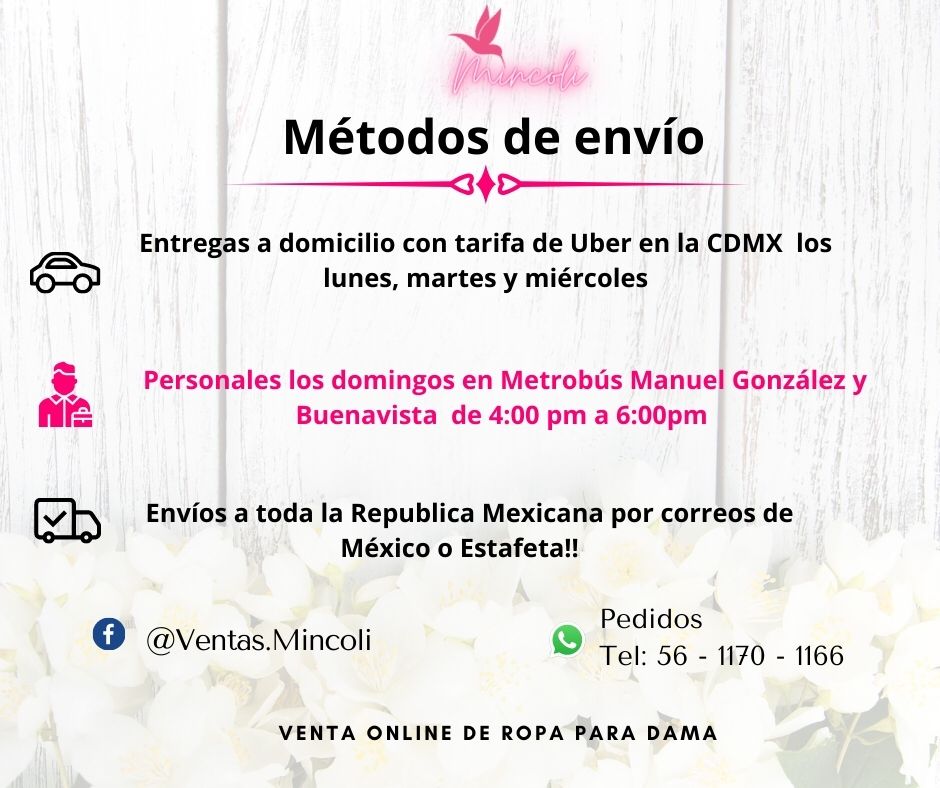 Mincoli
Métodos de envío
Entregas a domicilio con tarifa de Uber en la CDMX los
lunes, martes y miércoles
Personales los domingos en Metrobús Manuel González y
Buenavista de 4:00 pm a 6:00pm
Envíos a toda la Republica Mexicana por correos de
México o Estafeta!!
@Ventas.Mincoli
Pedidos
Tel: 56 - 1170 - 1166
VENTA ONLINE DE ROPA PARA DAMA